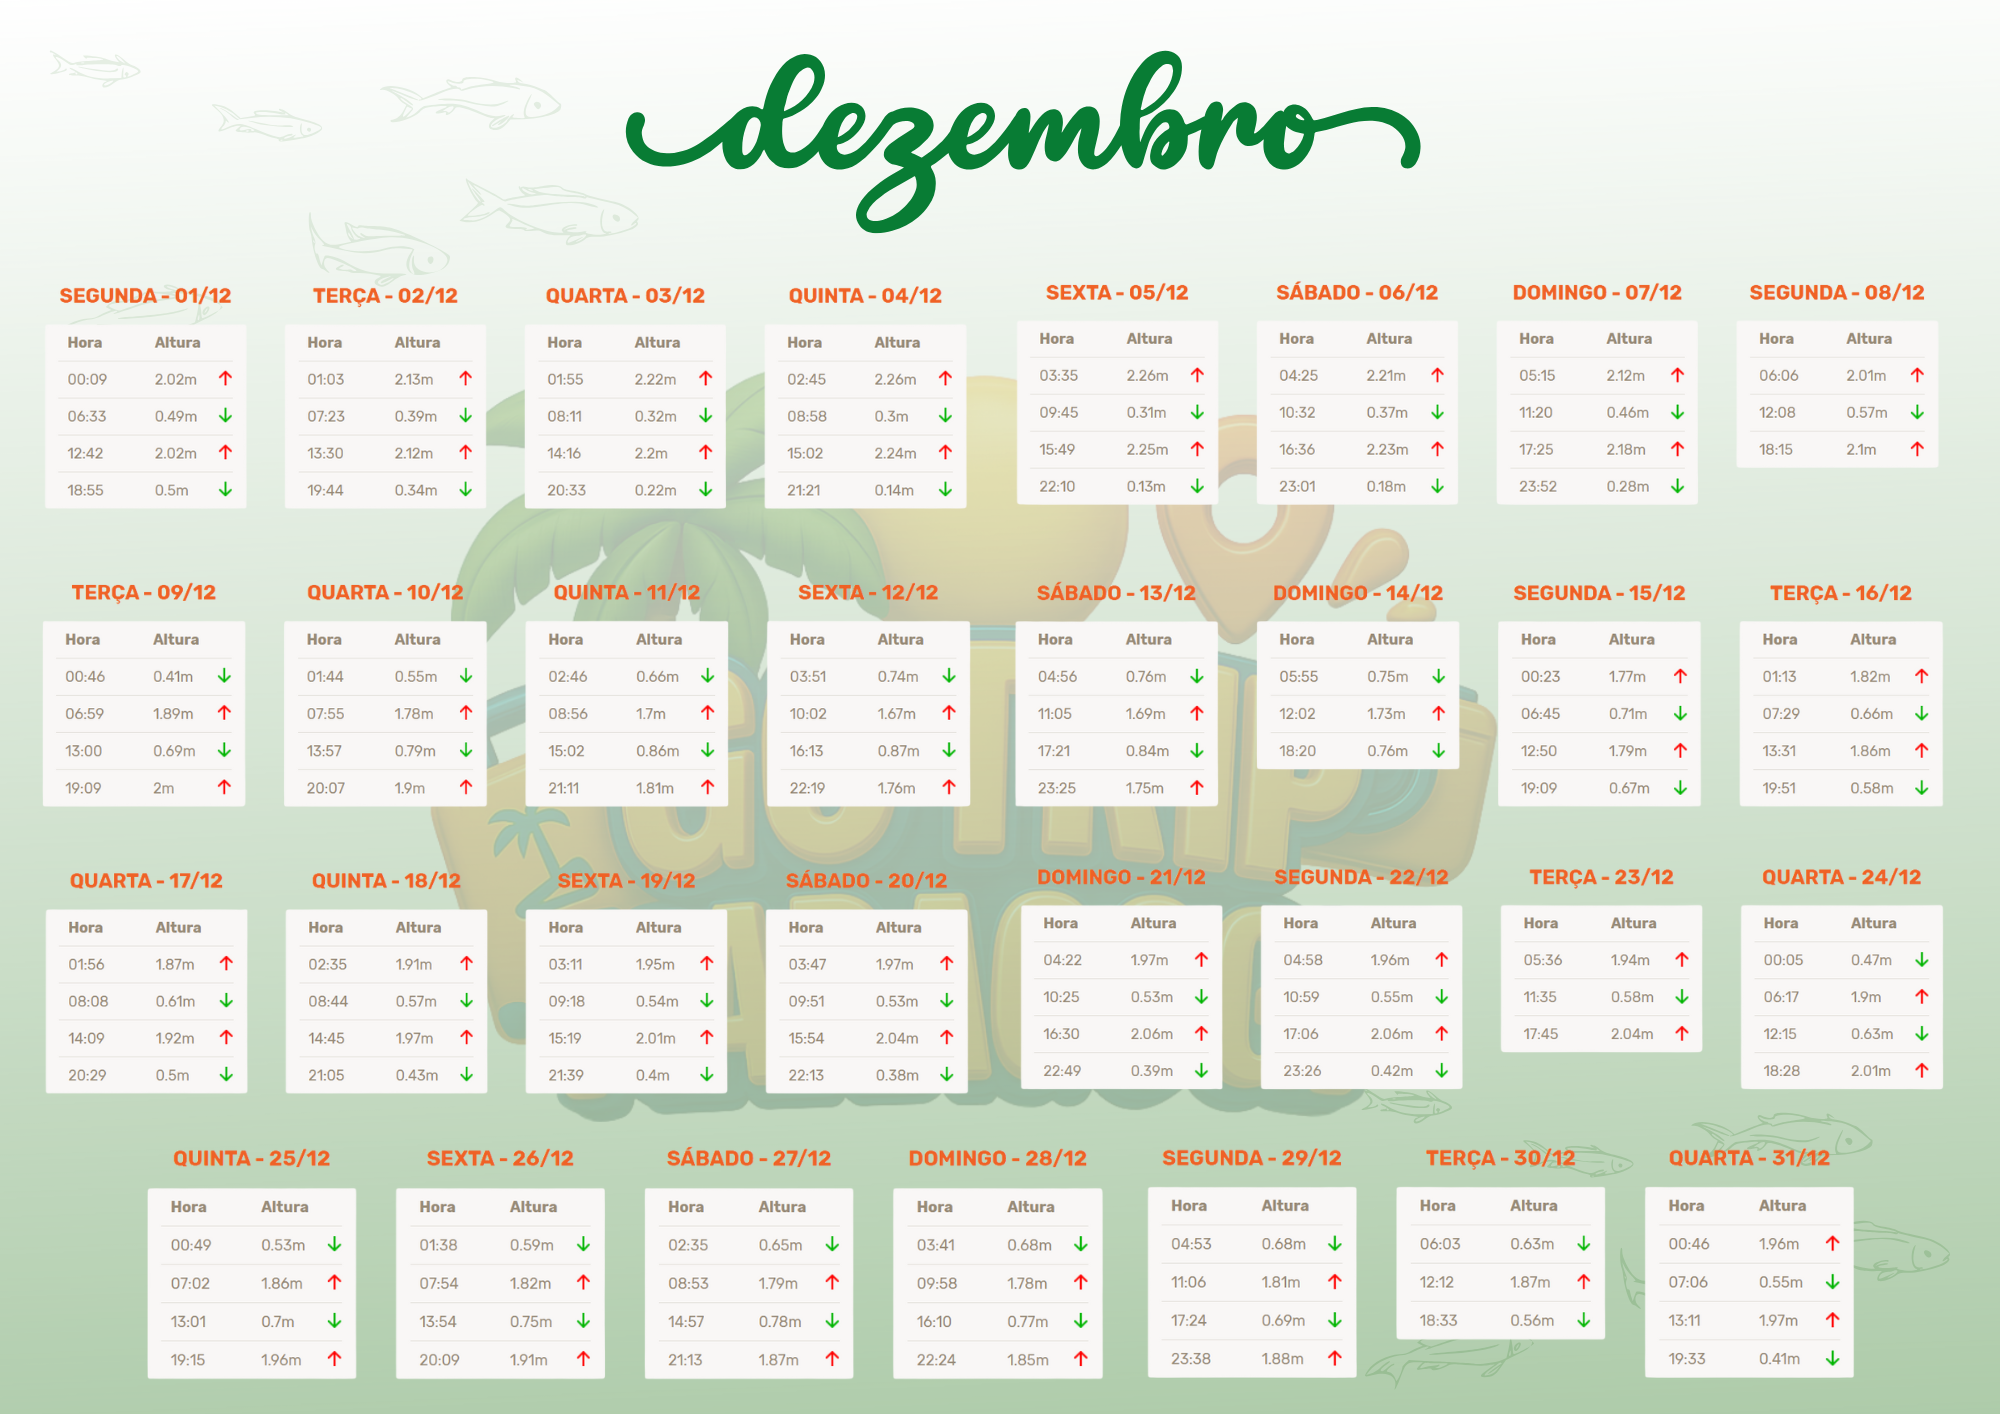 dezembro
SEGUNDA - 01/12
Hora Altura
00:09 2.02m ↑
06:33 0.49m ↓
12:42 2.02m ↑
18:55 0.5m ↓
TERÇA - 02/12
Hora Altura
01:03 2.13m ↑
07:23 0.39m ↓
13:30 2.12m ↑
19:44 0.34m ↓
QUARTA - 03/12
Hora Altura
01:55 2.22m ↑
08:11 0.32m ↓
14:16 2.2m ↑
20:33 0.22m ↓
QUINTA - 04/12
Hora Altura
02:45 2.26m ↑
08:58 0.3m ↓
15:02 2.24m ↑
21:21 0.14m ↓
SEXTA - 05/12
Hora Altura
03:35 2.26m ↑
09:45 0.31m ↓
15:49 2.25m ↑
22:10 0.13m ↓
SÁBADO - 06/12
Hora Altura
04:25 2.21m ↑
10:32 0.37m ↓
16:36 2.23m ↑
23:01 0.18m ↓
DOMINGO - 07/12
Hora Altura
05:15 2.12m ↑
11:20 0.46m ↓
17:25 2.18m ↑
23:52 0.28m ↓
SEGUNDA - 08/12
Hora Altura
06:06 2.01m ↑
12:08 0.57m ↓
18:15 2.1m ↑
TERÇA - 09/12
Hora Altura
00:46 0.41m ↓
06:59 1.89m ↑
13:00 0.69m ↓
19:09 2m ↑
QUARTA - 10/12
Hora Altura
01:44 0.55m ↓
07:55 1.78m ↑
13:57 0.79m ↓
20:07 1.9m ↑
QUINTA - 11/12
Hora Altura
02:46 0.66m ↓
08:56 1.7m ↑
15:02 0.86m ↓
21:11 1.81m ↑
SEXTA - 12/12
Hora Altura
03:51 0.74m ↓
10:02 1.67m ↑
16:13 0.87m ↓
22:19 1.76m ↑
SÁBADO - 13/12
Hora Altura
04:56 0.76m ↓
11:05 1.69m ↑
17:21 0.84m ↓
23:25 1.75m ↑
DOMINGO - 14/12
Hora Altura
05:55 0.75m ↓
12:02 1.73m ↑
18:20 0.76m ↓
SEGUNDA - 15/12
Hora Altura
00:23 1.77m ↑
06:45 0.71m ↓
12:50 1.79m ↑
19:09 0.67m ↓
TERÇA - 16/12
Hora Altura
01:13 1.82m ↑
07:29 0.66m ↓
13:31 1.86m ↑
19:51 0.58m ↓
QUARTA - 17/12
Hora Altura
01:56 1.87m ↑
08:08 0.61m ↓
14:09 1.92m ↑
20:29 0.5m ↓
QUINTA - 18/12
Hora Altura
02:35 1.91m ↑
08:44 0.57m ↓
14:45 1.97m ↑
21:05 0.43m ↓
SEXTA - 19/12
Hora Altura
03:11 1.95m ↑
09:18 0.54m ↓
15:19 2.01m ↑
21:39 0.4m ↓
SÁBADO - 20/12
Hora Altura
03:47 1.97m ↑
09:51 0.53m ↓
15:54 2.04m ↑
22:13 0.38m ↓
DOMINGO - 21/12
Hora Altura
04:22 1.97m ↑
10:25 0.53m ↓
16:30 2.06m ↑
22:49 0.39m ↓
SEGUNDA - 22/12
Hora Altura
04:58 1.96m ↑
10:59 0.55m ↓
17:06 2.06m ↑
23:26 0.42m ↓
TERÇA - 23/12
Hora Altura
05:36 1.94m ↑
11:35 0.58m ↓
17:45 2.04m ↑
QUARTA - 24/12
Hora Altura
00:05 0.47m ↓
06:17 1.9m ↑
12:15 0.63m ↓
18:28 2.01m ↑
QUINTA - 25/12
Hora Altura
00:49 0.53m ↓
07:02 1.86m ↑
13:01 0.7m ↓
19:15 1.96m ↑
SEXTA - 26/12
Hora Altura
01:38 0.59m ↓
07:54 1.82m ↑
13:54 0.75m ↓
20:09 1.91m ↑
SÁBADO - 27/12
Hora Altura
02:35 0.65m ↓
08:53 1.79m ↑
14:57 0.78m ↓
21:13 1.87m ↑
DOMINGO - 28/12
Hora Altura
03:41 0.68m ↓
09:58 1.78m ↑
16:10 0.77m ↓
22:24 1.85m ↑
SEGUNDA - 29/12
Hora Altura
04:53 0.68m ↓
11:06 1.81m ↑
17:24 0.69m ↓
23:38 1.88m ↑
TERÇA - 30/12
Hora Altura
06:03 0.63m ↓
12:12 1.87m ↑
18:33 0.56m ↓
QUARTA - 31/12
Hora Altura
00:46 1.96m ↑
07:06 0.55m ↓
13:11 1.97m ↑
19:33 0.41m ↓